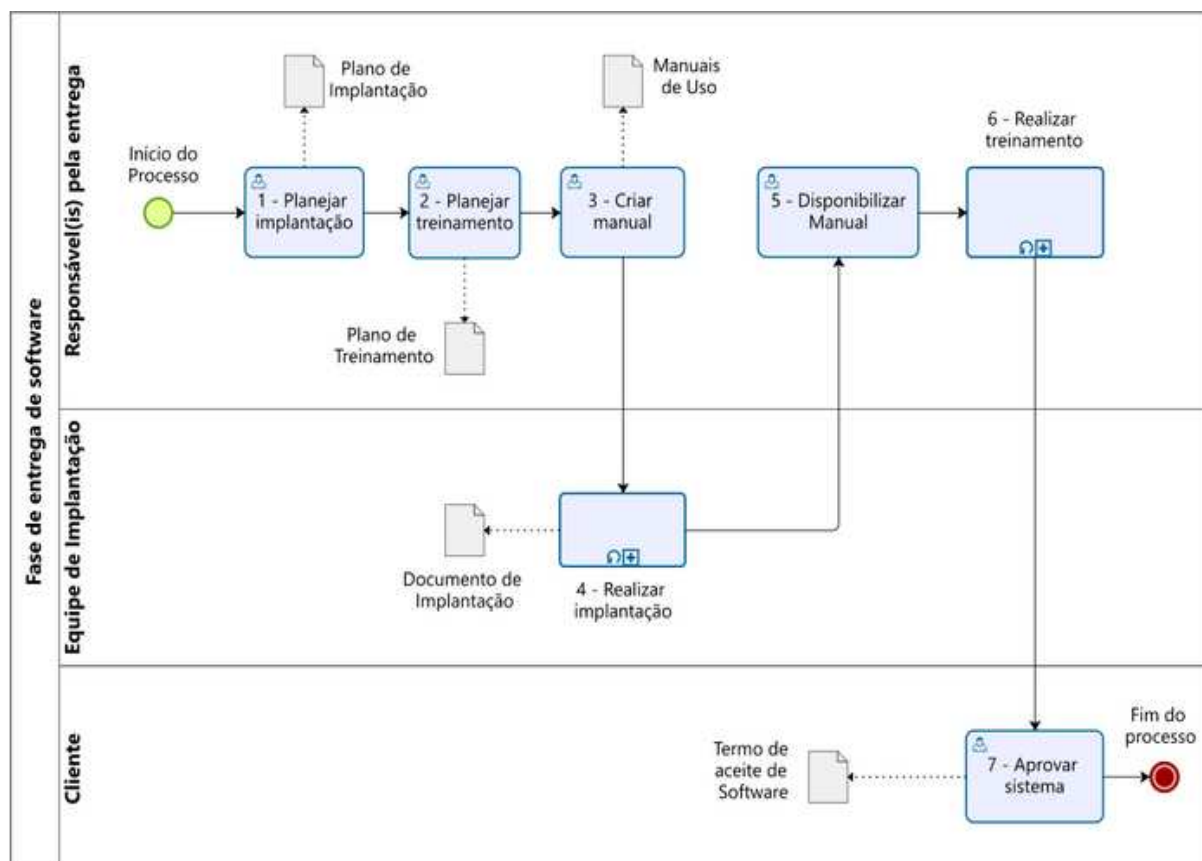 Fase de entrega de software
Responsável(is) pela entrega
Início do
Processo
Plano de
Implantação
1 - Planejar
implantação
2 - Planejar
treinamento
Plano de
Treinamento
Manuais
de Uso
3 - Criar
manual
5 - Disponibilizar
Manual
6 - Realizar
treinamento
Equipe de Implantação
Documento de
Implantação
4 - Realizar
implantação
Cliente
Termo de
aceite de
Software
7 - Aprovar
sistema
Fim do
processo